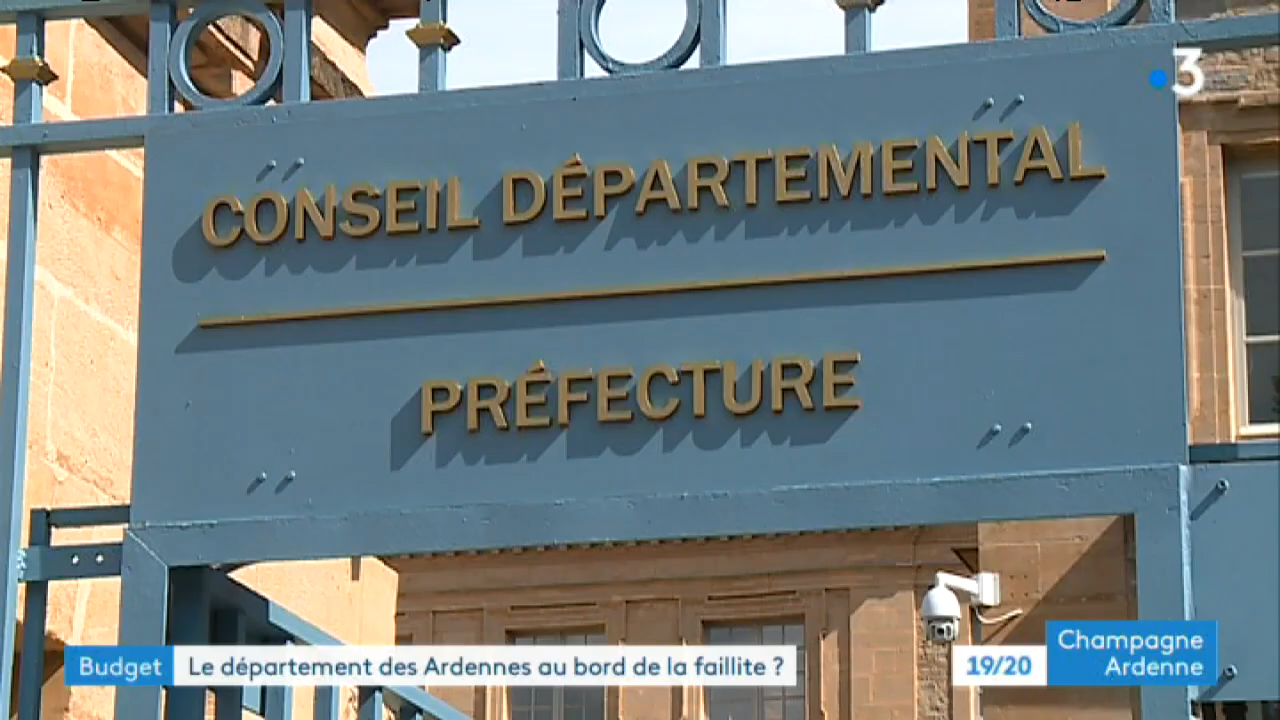 3
CONSEIL DÉPARTEMENTAL
PRÉFECTURE
Budget
Le département des Ardennes au bord de la faillite ?
19/20
Champagne
Ardenne